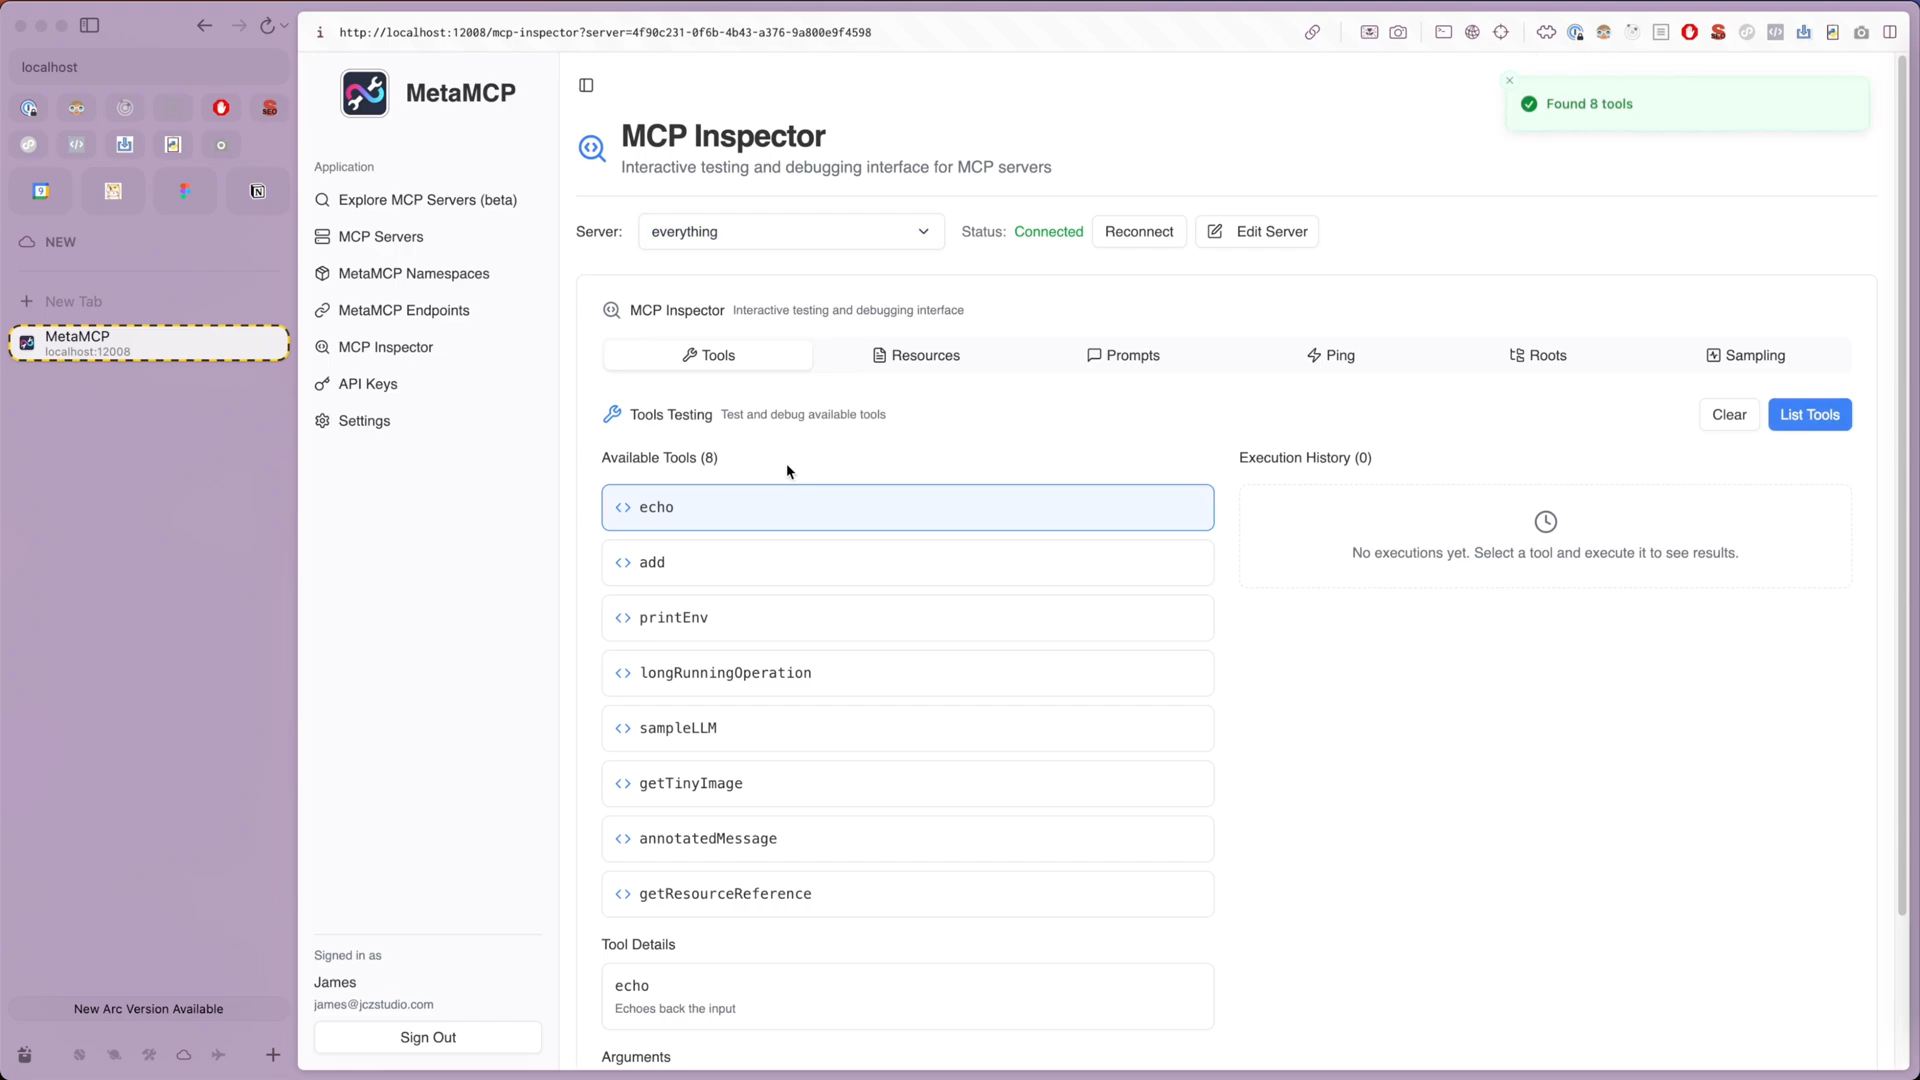 http://localhost:12008/mcp-inspector?server=4f90c231-0f6b-4b43-a376-9a800e9f4598
localhost
SEO
9
NEW
New Tab
MetaMCP
localhost:12008
New Arc Version Available
MetaMCP
Application
Explore MCP Servers (beta)
MCP Servers
MetaMCP Namespaces
MetaMCP Endpoints
MCP Inspector
API Keys
Settings
Signed in as
James
james@jczstudio.com
Sign Out
Found 8 tools
MCP Inspector
Interactive testing and debugging interface for MCP servers
Server: everything Status: Connected Reconnect Edit Server
MCP Inspector Interactive testing and debugging interface
Tools Resources Prompts Ping Roots Sampling
Tools Testing Test and debug available tools Clear List Tools
Available Tools (8)
echo
add
printEnv
longRunningOperation
sampleLLM
getTinyImage
annotatedMessage
getResourceReference
Tool Details
echo
Echoes back the input
Arguments
Execution History (0)
No executions yet. Select a tool and execute it to see results.